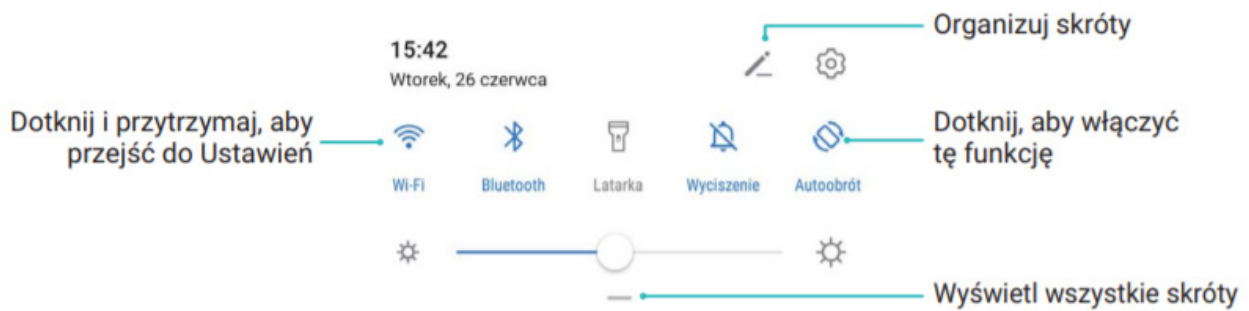 Organizuj skróty
15:42
Wtorek, 26 czerwca
Dotknij i przytrzymaj, aby
przejść do Ustawień
Dotknij, aby włączyć
tę funkcję
Wi-Fi
Bluetooth
Latarka
Wyciszenie
Autoobrót
Wyświetl wszystkie skróty